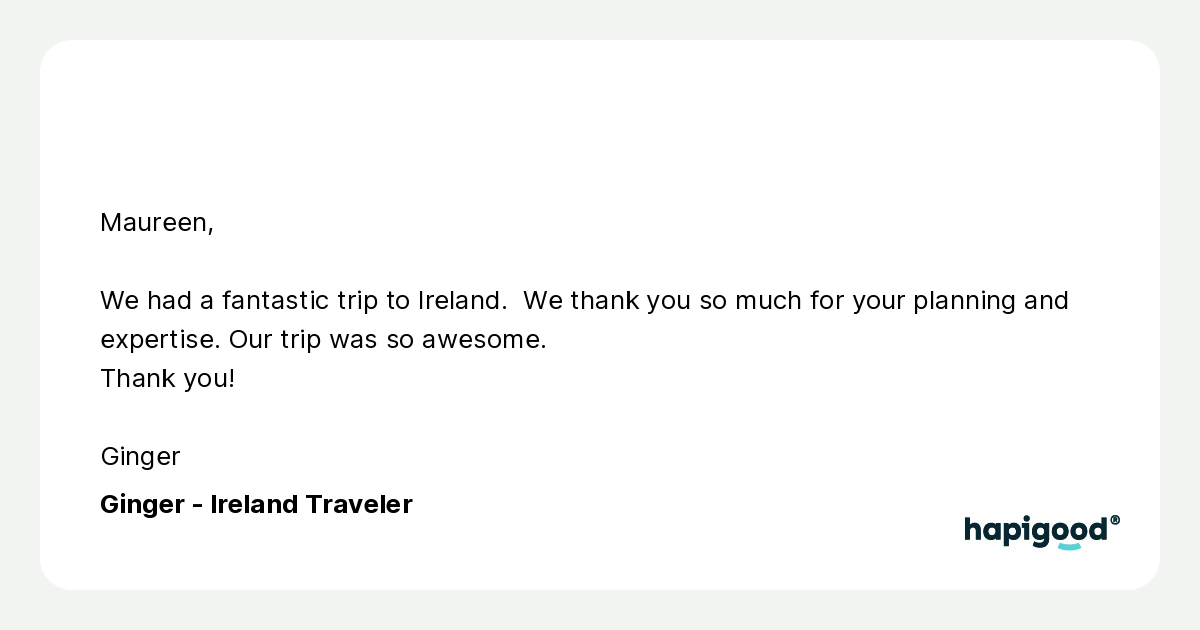 Maureen,
We had a fantastic trip to Ireland.  We thank you so much for your planning and
expertise. Our trip was so awesome.
Thank you!
Ginger
Ginger - Ireland Traveler
hapigood®